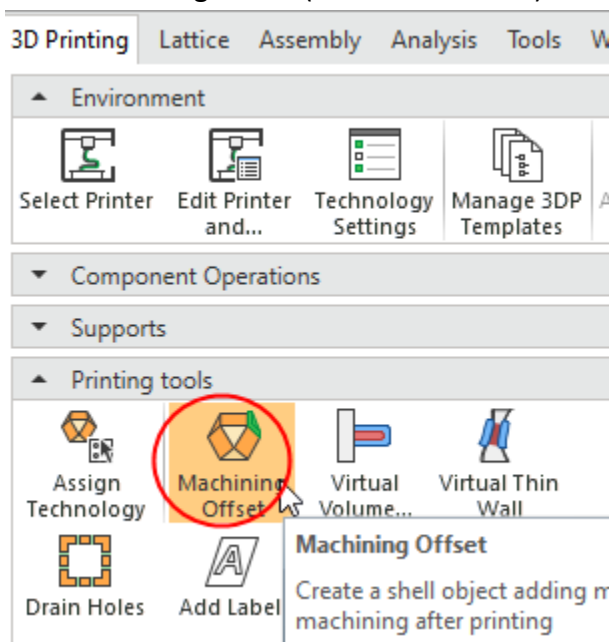 3D Printing Lattice Assembly Analysis Tools
Environment
Select Printer Edit Printer and... Technology Settings Manage 3DP Templates
Component Operations
Supports
Printing tools
Assign Technology Machining Offset Virtual Volume... Virtual Thin Wall
Drain Holes Add Label
Machining Offset
Create a shell object adding m
machining after printing